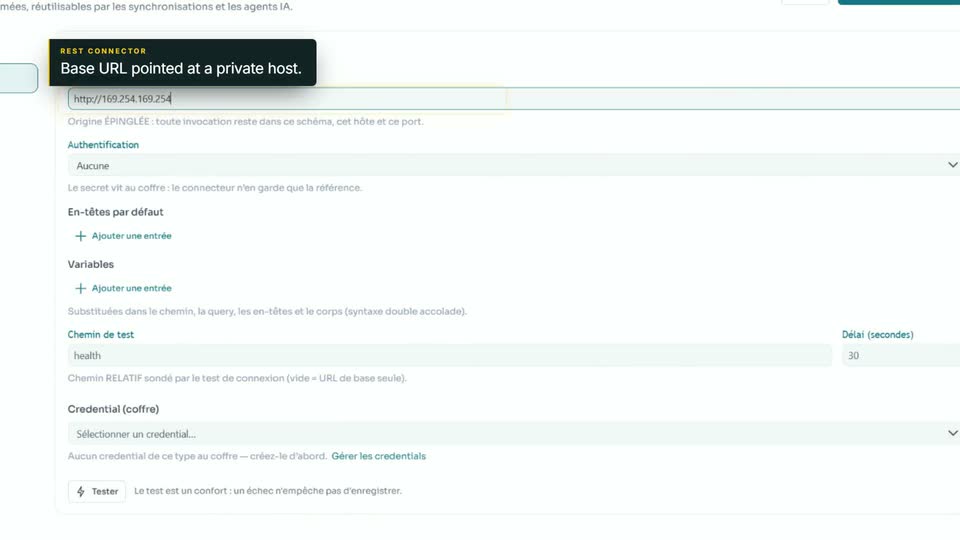 mées, réutilisables par les synchronisations et les agents IA.
REST CONNECTOR
Base URL pointed at a private host.
http://169.254.169.254
Origine ÉPINGLÉE : toute invocation reste dans ce schéma, cet hôte et ce port.
Authentification
Aucune
Le secret vit au coffre : le connecteur n'en garde que la référence.
En-têtes par défaut
Ajouter une entrée
Variables
Ajouter une entrée
Substituées dans le chemin, la query, les en-têtes et le corps (syntaxe double accolade).
Chemin de test Délai (secondes)
health 30
Chemin RELATIF sondé par le test de connexion (vide = URL de base seule).
Credential (coffre)
Sélectionner un credential...
Aucun credential de ce type au coffre — créez-le d'abord. Gérer les credentials
Tester Le test est un confort : un échec n'empêche pas d'enregistrer.